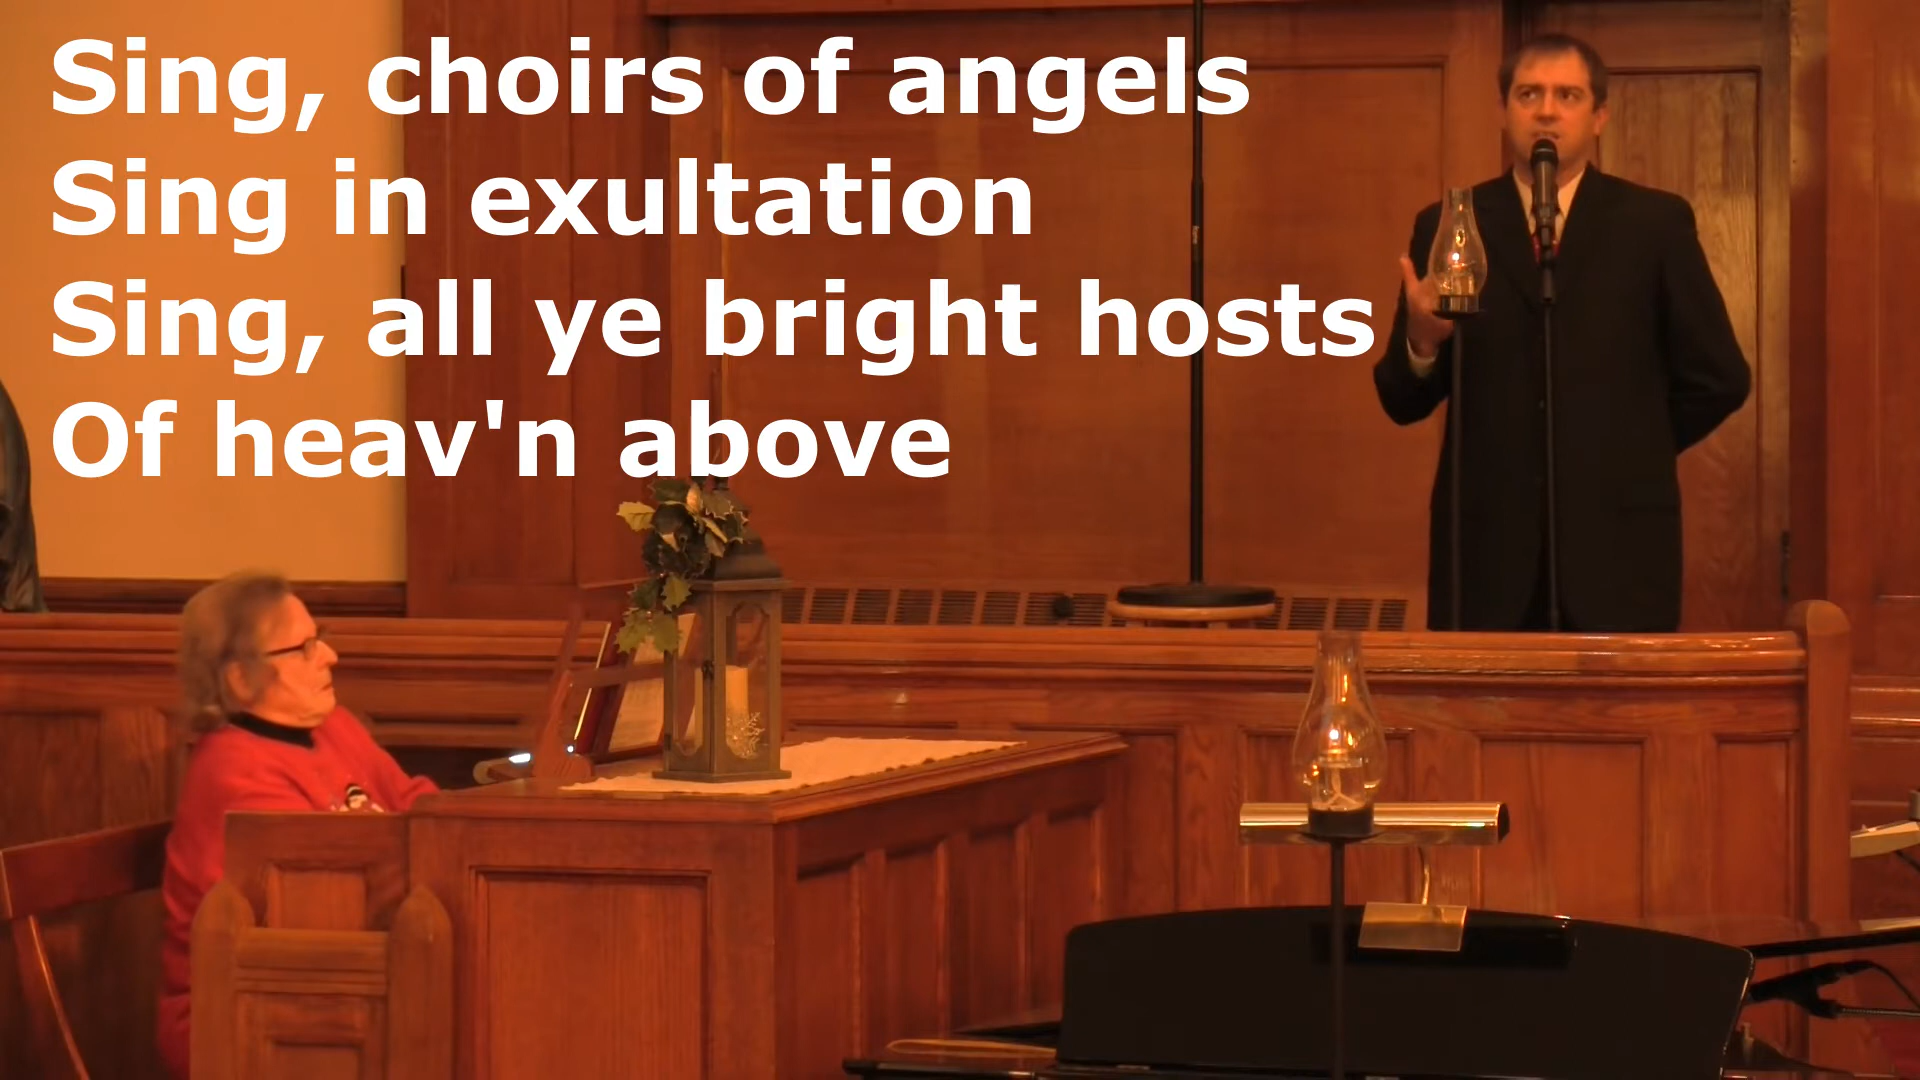 Sing, choirs of angels
Sing in exultation
Sing, all ye bright hosts
Of heav'n above